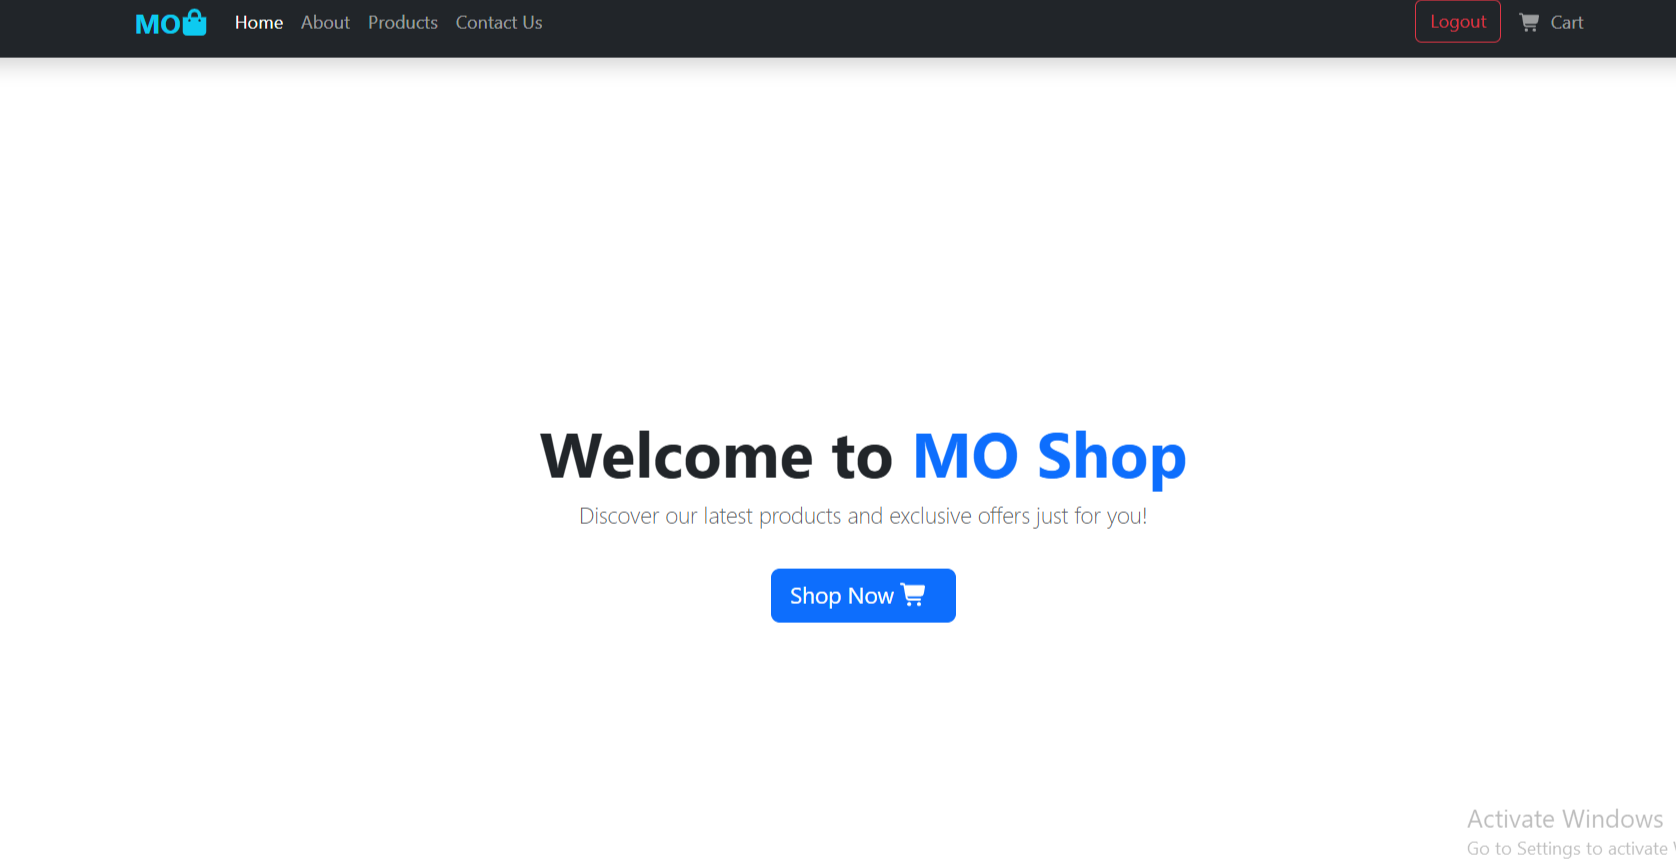 MO Home About Products Contact Us Logout Cart
Welcome to MO Shop
Discover our latest products and exclusive offers just for you!
Shop Now
Activate Windows
Go to Settings to activate